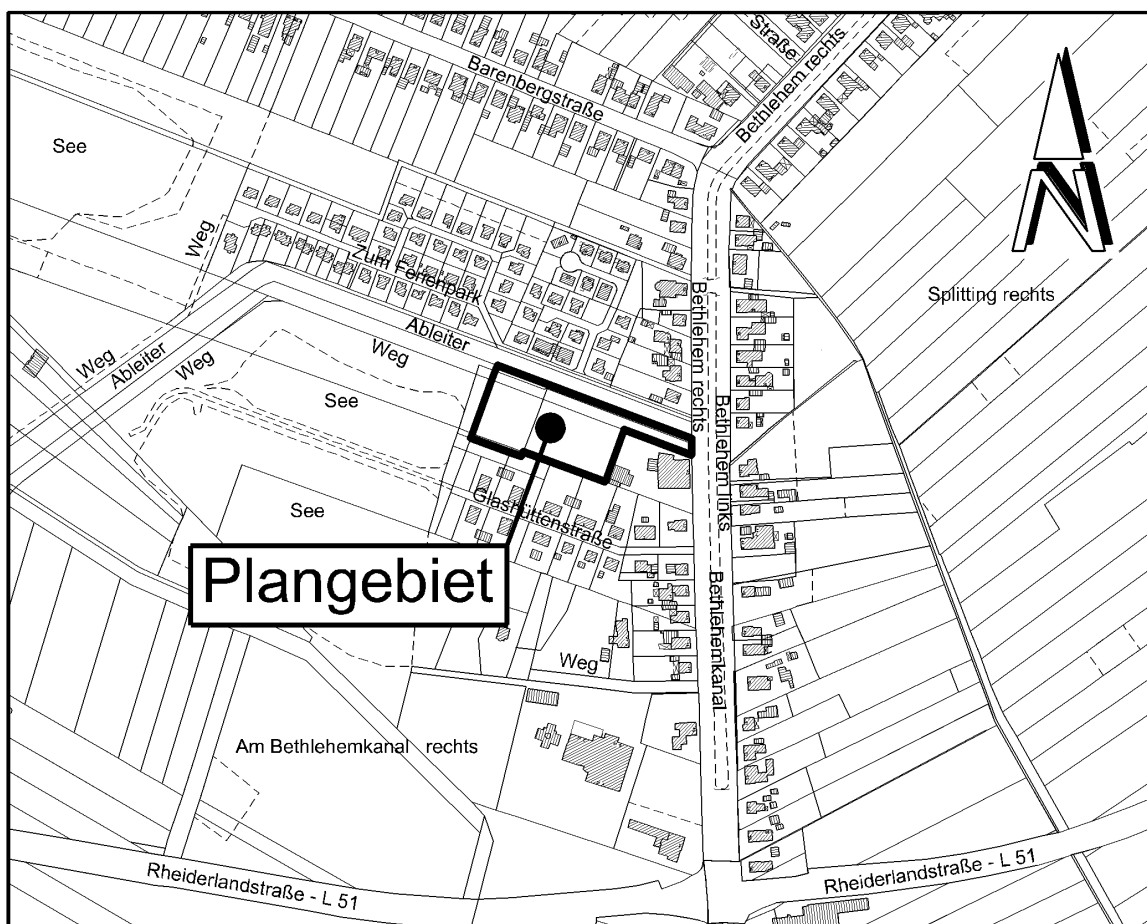 Straße
Bethlehem rechts
Barenbergstraße
See
Weg
Zum Ferienpark
Splitting rechts
Bethlehem rechts
Ableiter
Weg
Weg
Ableiter
Weg
See
Bethlehem links
Glashüttenstraße
See
Plangebiet
Bethlehemkanal
Weg
Am Bethlehemkanal rechts
Rheiderlandstraße - L 51
Rheiderlandstraße - L 51
N